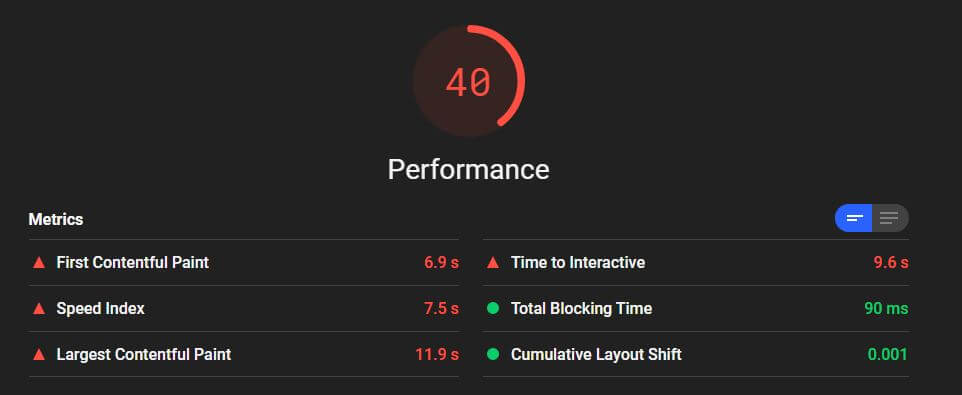 40
Performance
Metrics
First Contentful Paint 6.9 s
Time to Interactive 9.6 s
Speed Index 7.5 s
Total Blocking Time 90 ms
Largest Contentful Paint 11.9 s
Cumulative Layout Shift 0.001